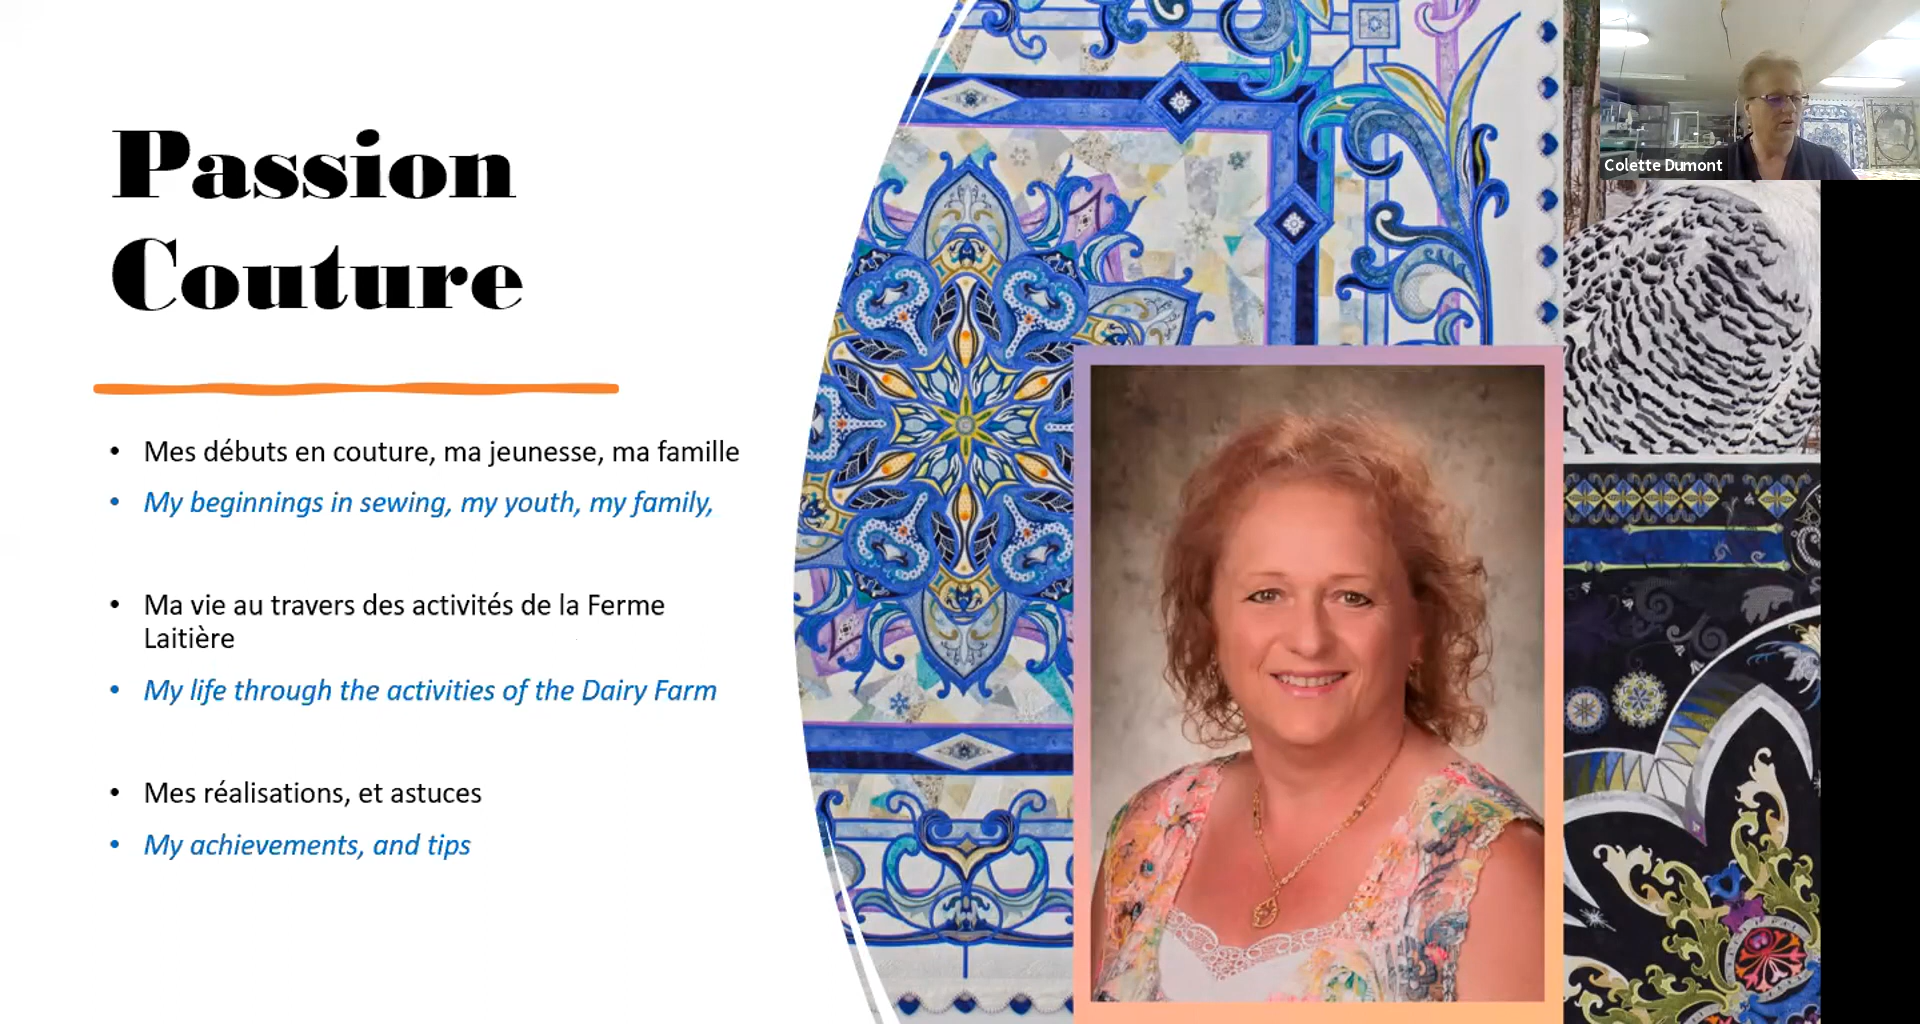 Passion
Couture
• Mes débuts en couture, ma jeunesse, ma famille
• My beginnings in sewing, my youth, my family,
• Ma vie au travers des activités de la Ferme
Laitière
• My life through the activities of the Dairy Farm
• Mes réalisations, et astuces
• My achievements, and tips
Colette Dumont